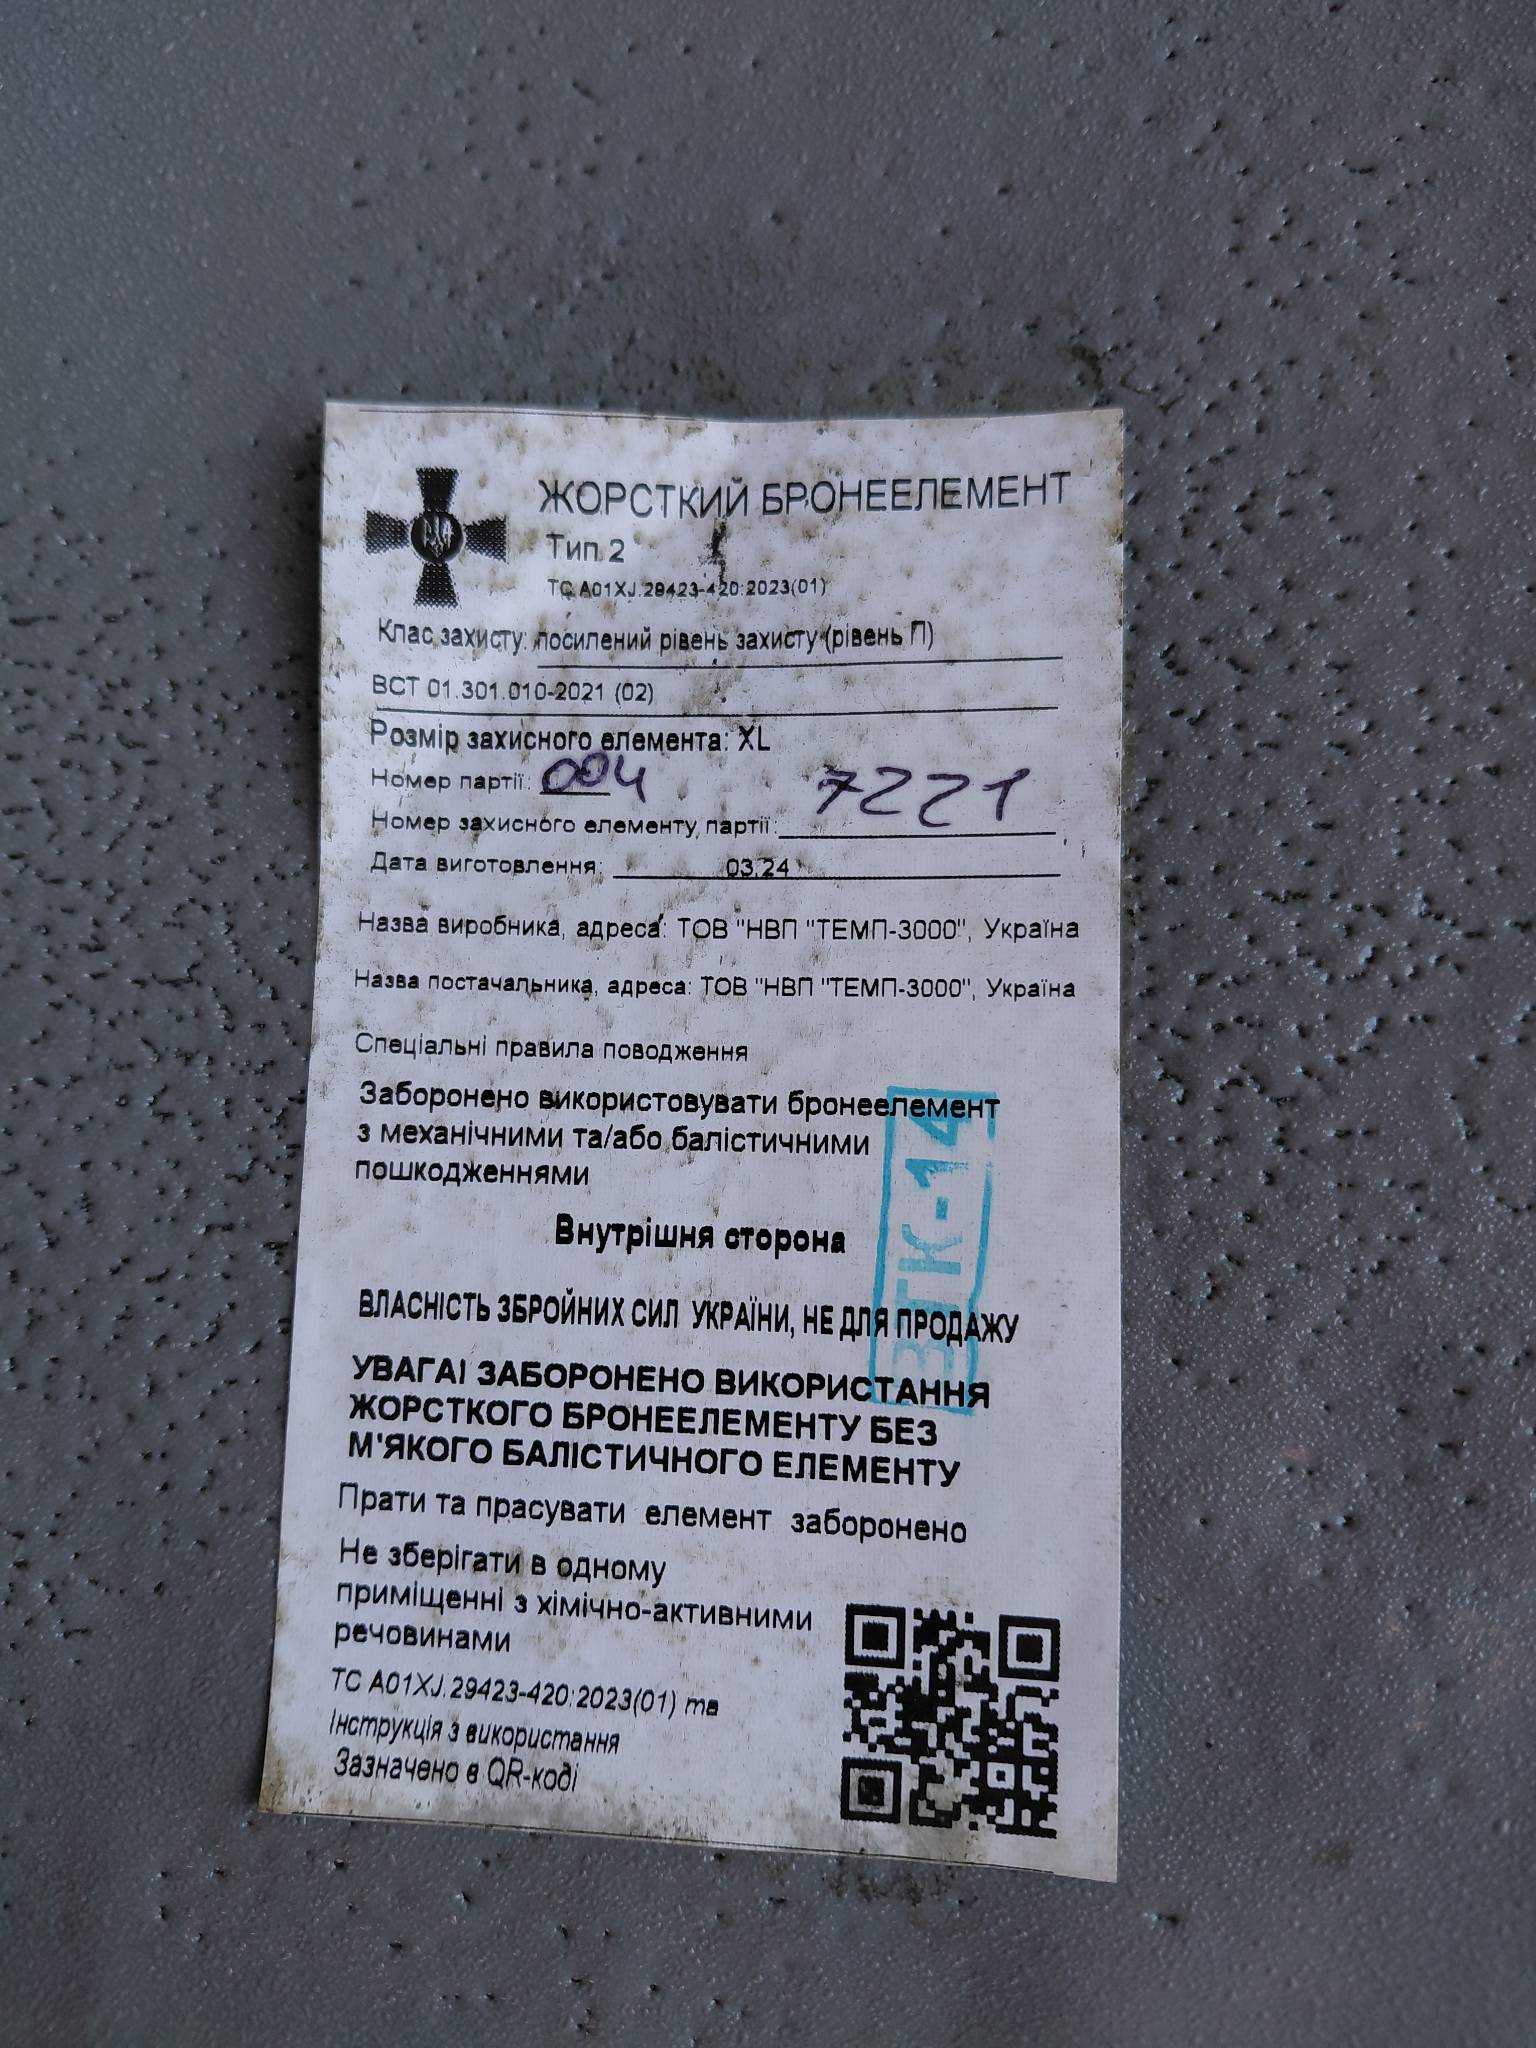 ЖОРСТКИЙ БРОНЕЕЛЕМЕНТ
Тип 2
ТС А01XJ.29423-420:2023(01)
Клас захисту: посилений рівень захисту (рівень П)
ВСТ 01.301.010-2021 (02)
Розмір захисного елемента: XL
Номер партії: 004
Номер захисного елементу партії: 7221
Дата виготовлення: 03.24
Назва виробника, адреса: ТОВ "НВП "ТЕМП-3000", Україна
Назва постачальника, адреса: ТОВ "НВП "ТЕМП-3000", Україна
Спеціальні правила поводження
Заборонено використовувати бронеелемент
з механічними та/або балістичними
пошкодженнями
ВТК-14
Внутрішня сторона
ВЛАСНІСТЬ ЗБРОЙНИХ СИЛ УКРАЇНИ, НЕ ДЛЯ ПРОДАЖУ
УВАГА! ЗАБОРОНЕНО ВИКОРИСТАННЯ
ЖОРСТКОГО БРОНЕЕЛЕМЕНТУ БЕЗ
М'ЯКОГО БАЛІСТИЧНОГО ЕЛЕМЕНТУ
Прати та прасувати елемент заборонено
Не зберігати в одному
приміщенні з хімічно-активними
речовинами
ТС А01XJ.29423-420:2023(01) та
Інструкція з використання
Зазначено в QR-коді